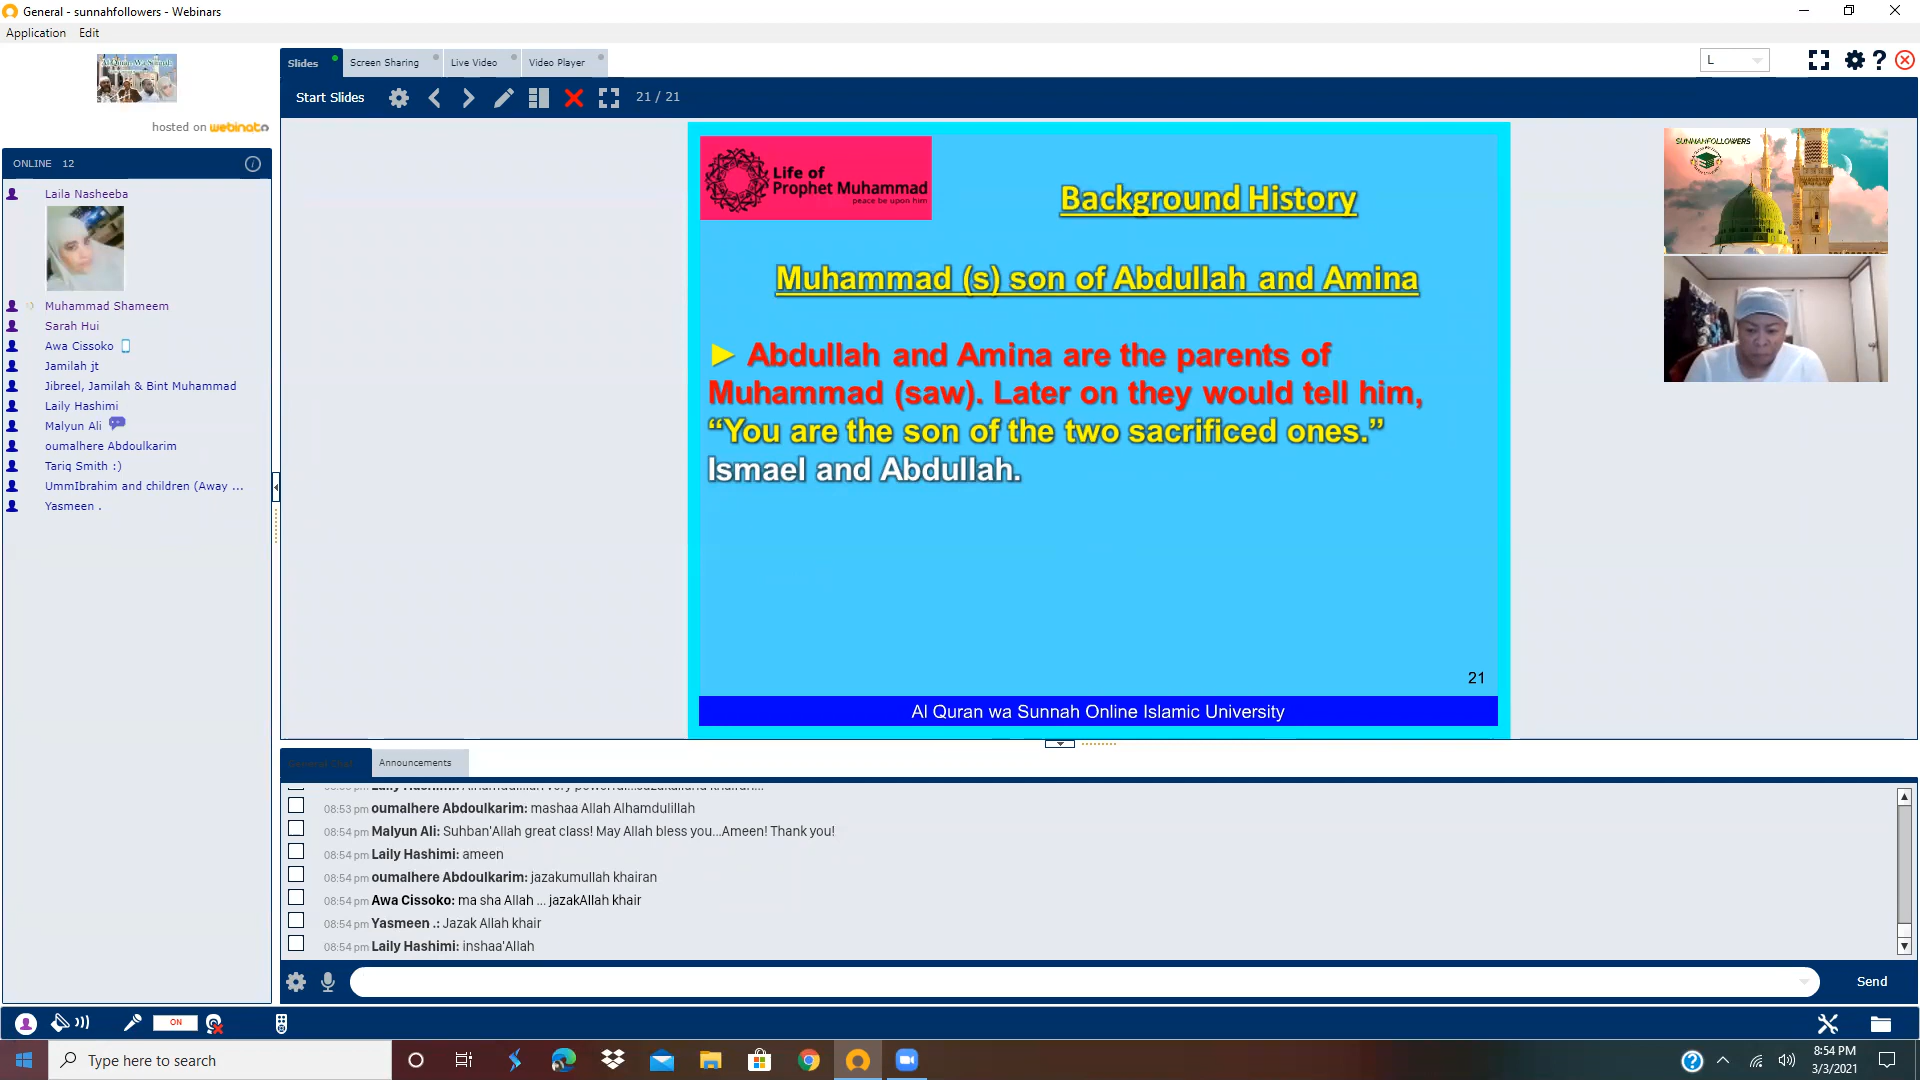 General - sunnahfollowers - Webinars
Application Edit
hosted on webinato
ONLINE 12
Laila Nasheeba
Muhammad Shameem
Sarah Hui
Awa Cissoko
Jamilah jt
Jibreel, Jamilah & Bint Muhammad
Laily Hashimi
Malyun Ali
oumalhere Abdoulkarim
Tariq Smith :)
UmmIbrahim and children (Away ...
Yasmeen .
Slides Screen Sharing Live Video Video Player
L
Start Slides 21 / 21
Life of
Prophet Muhammad
peace be upon him
Background History
Muhammad (s) son of Abdullah and Amina
► Abdullah and Amina are the parents of
Muhammad (saw). Later on they would tell him,
“You are the son of the two sacrificed ones.”
Ismael and Abdullah.
21
Al Quran wa Sunnah Online Islamic University
SUNNAHFOLLOWERS
General Chat Announcements
oumalhere Abdoulkarim: mashaa Allah Alhamdulillah
08:53 pm
08:54 pm Malyun Ali: Suhban'Allah great class! May Allah bless you...Ameen! Thank you!
08:54 pm Laily Hashimi: ameen
08:54 pm oumalhere Abdoulkarim: jazakumullah khairan
08:54 pm Awa Cissoko: ma sha Allah ... jazakAllah khair
08:54 pm Yasmeen .: Jazak Allah khair
08:54 pm Laily Hashimi: inshaa'Allah
Send
ON
Type here to search
8:54 PM
3/3/2021